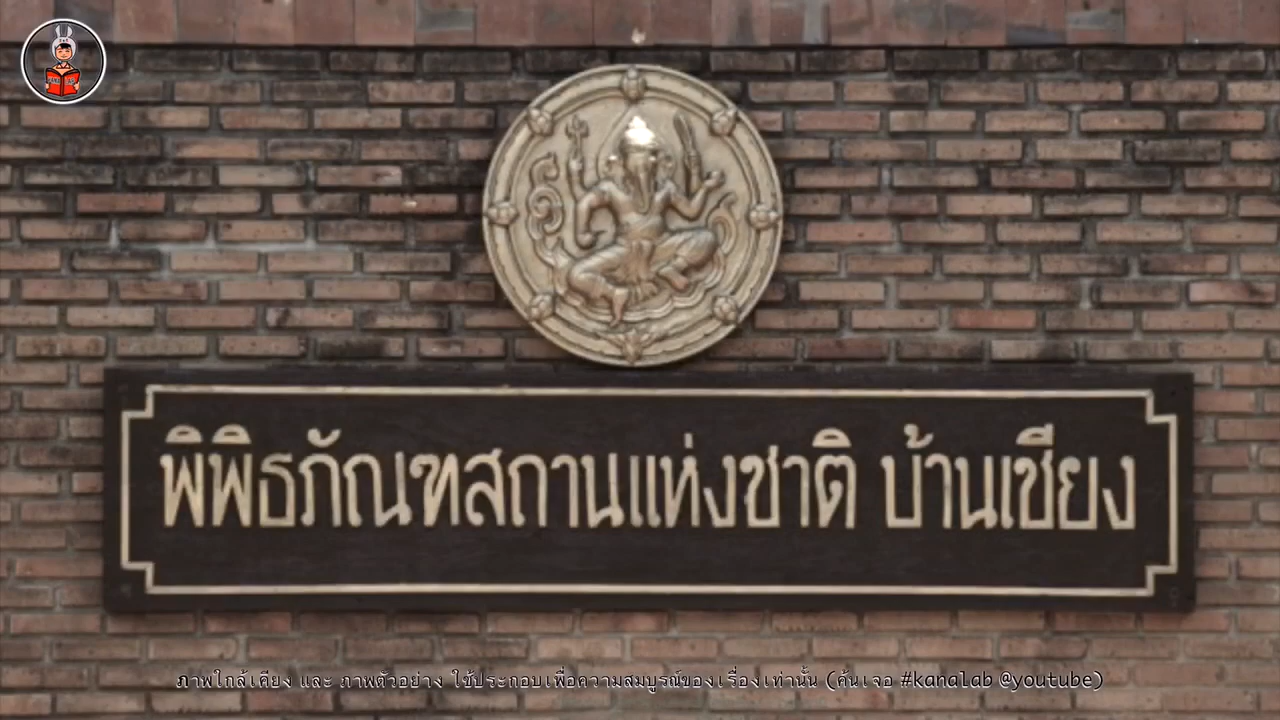 พิพิธภัณฑสถานแห่งชาติ บ้านเชียง
ภาพใกล้เคียง และ ภาพตัวอย่าง ใช้ประกอบเพื่อความสมบูรณ์ของเรื่องเท่านั้น (ค้นเจอ #kanalab @youtube)